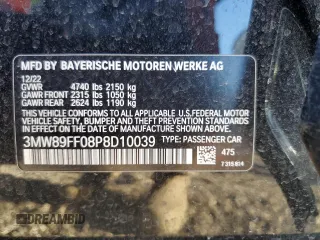 MFD BY BAYERISCHE MOTOREN WERKE AG
12/22
GVWR 4740 lbs 2150 kg
GAWR FRONT 2315 lbs 1050 kg
GAWR REAR 2624 lbs 1190 kg
THIS VEHICLE CONFORMS TO ALL APPLICABLE
FEDERAL MOTOR VEHICLE SAFETY, BUMPER,
AND THEFT PREVENTION STANDARDS IN EFFECT
ON THE DATE OF MANUFACTURE SHOWN ABOVE.
3MW89FF08P8D10039 TYPE: PASSENGER CAR
475
7315814
DREAMBID